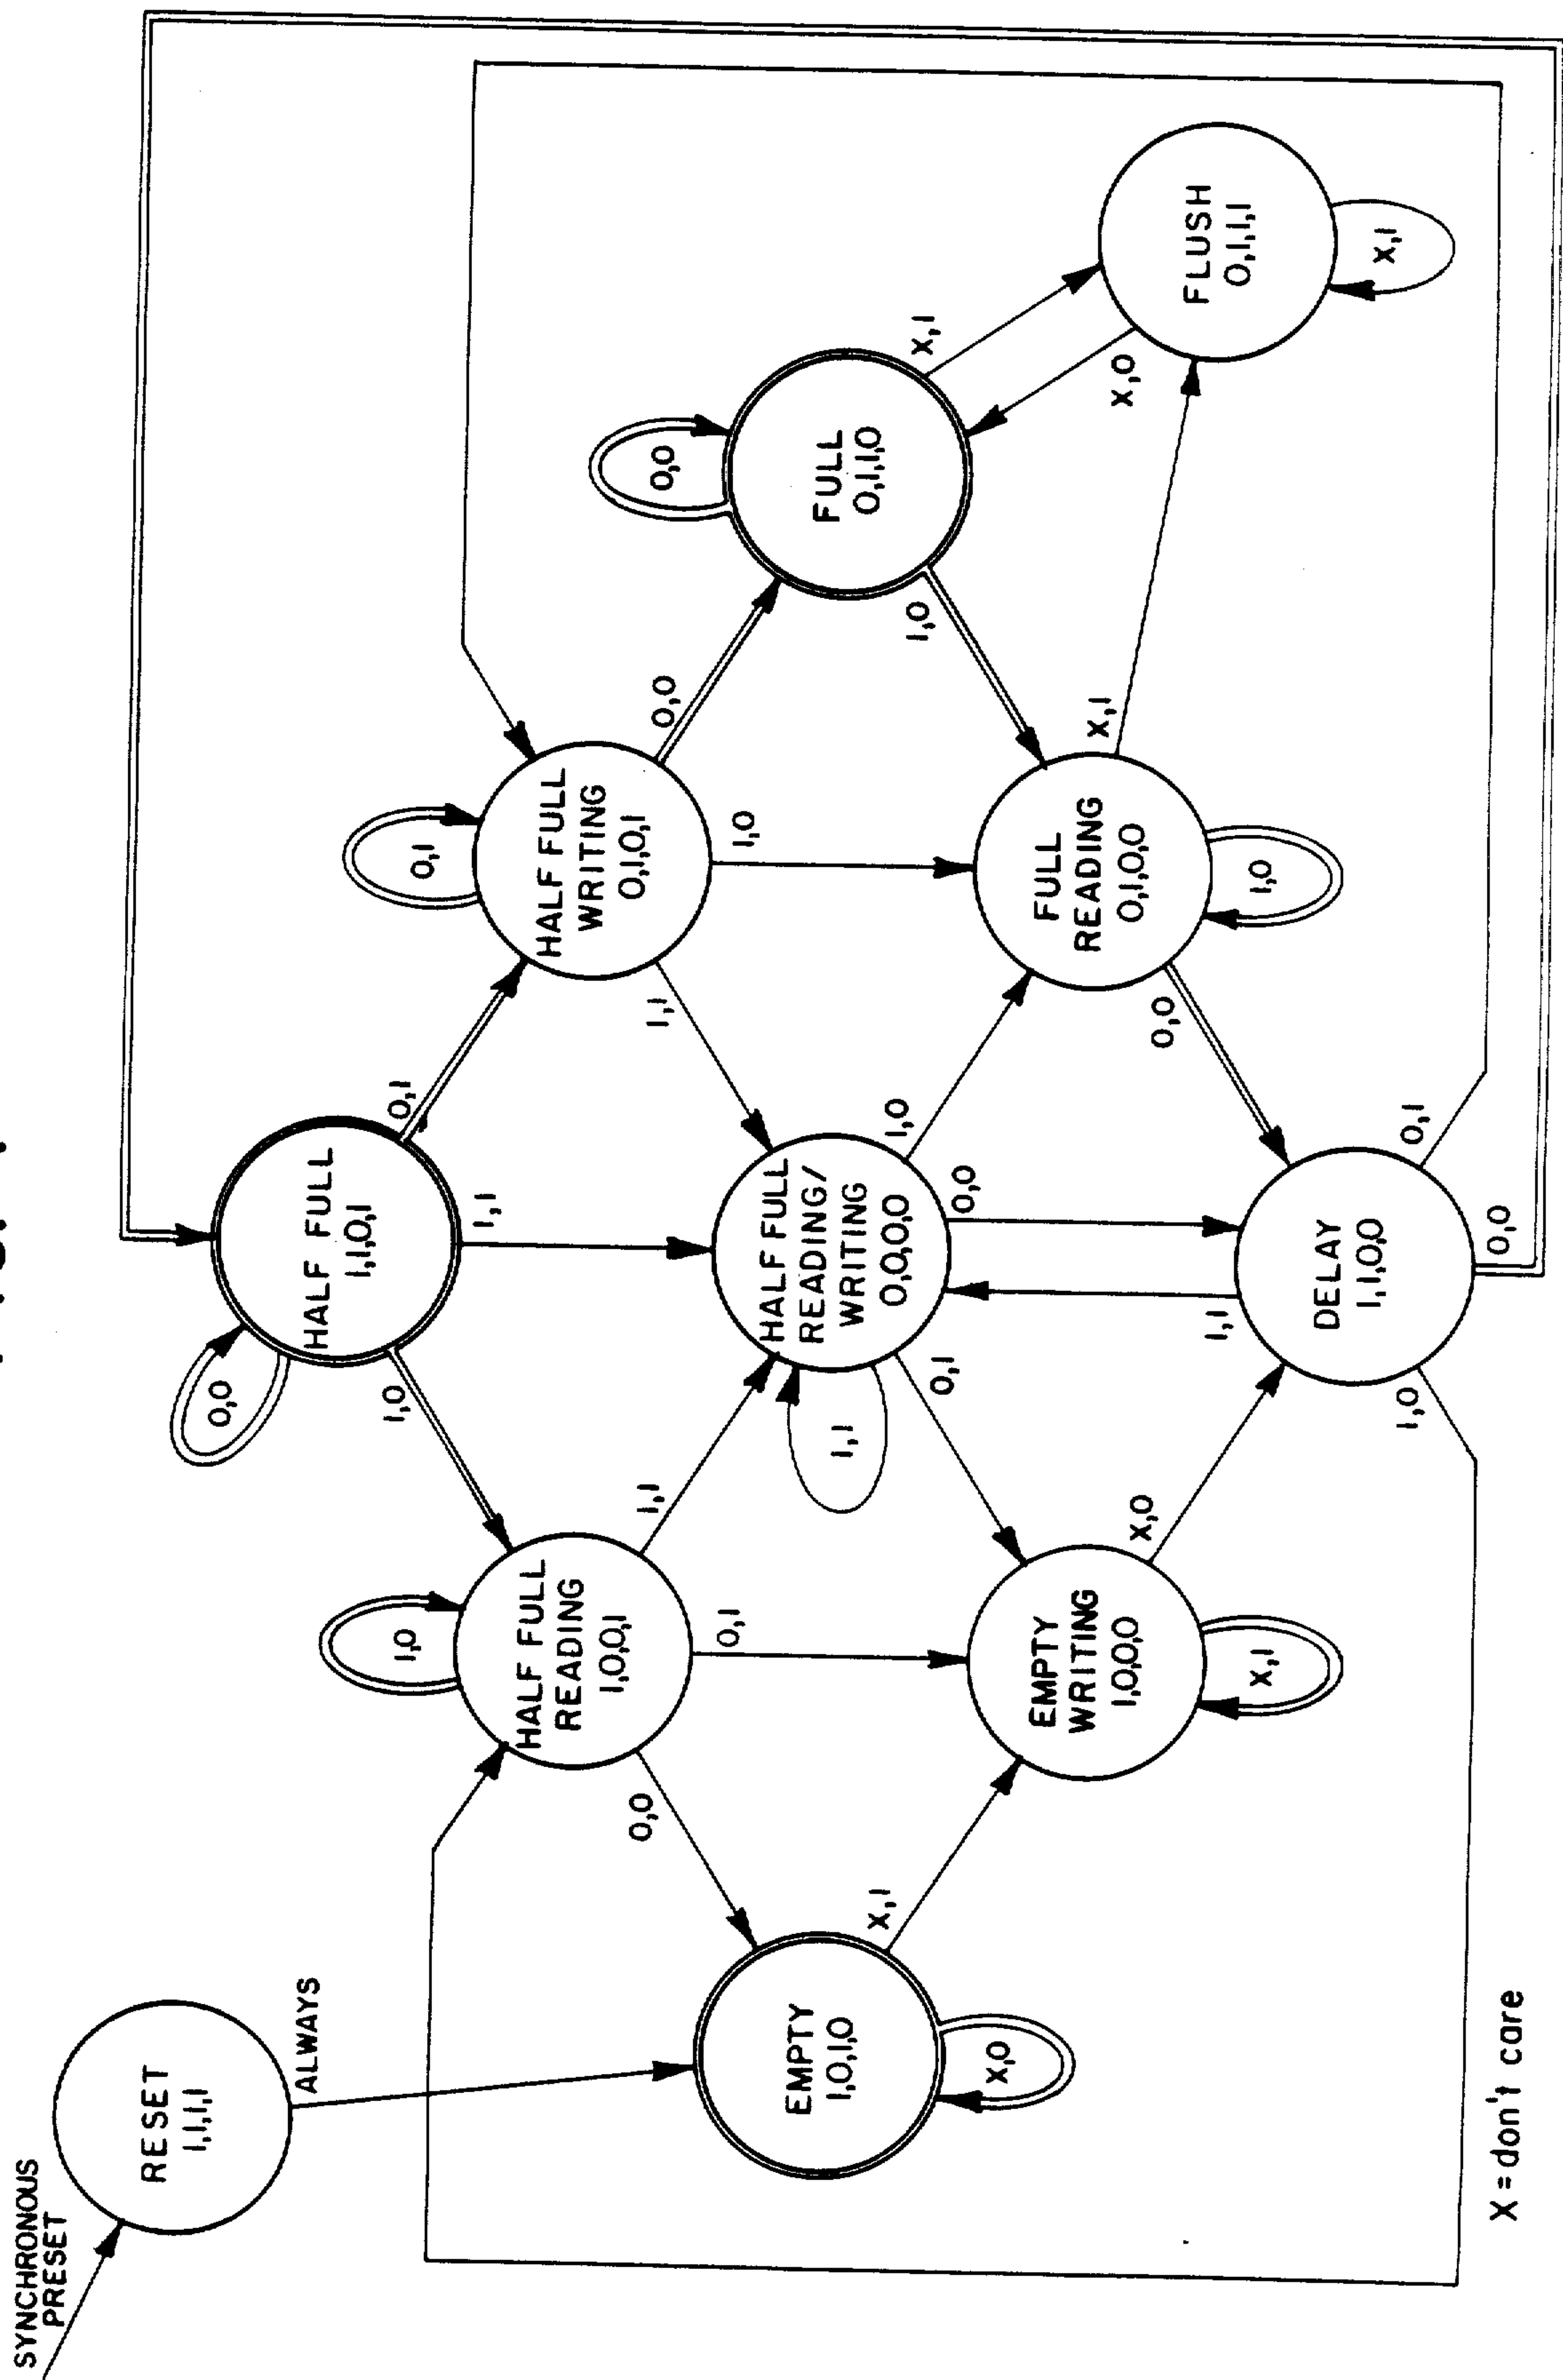 SYNCHRONOUS
PRESET
RESET
1,1,1,1
ALWAYS
0,0
HALF FULL
1,1,0,1
1,0
0,1
1,1
1,0
HALF FULL
READING
1,0,0,1
0,0
0,1
1,1
0,1
HALF FULL
WRITING
0,1,0,1
1,1
1,0
0,0
EMPTY
1,0,1,0
X,1
X,0
HALF FULL
READING/
WRITING
0,0,0,0
1,1
0,1
0,0
1,0
0,0
FULL
0,1,1,0
1,0
X,1
EMPTY
WRITING
1,0,0,0
X,0
X,1
FULL
READING
0,1,0,0
0,0
1,0
X,1
X,0
FLUSH
0,1,1,1
X,1
1,1
DELAY
1,1,0,0
1,0
0,0
0,1
X = don't care